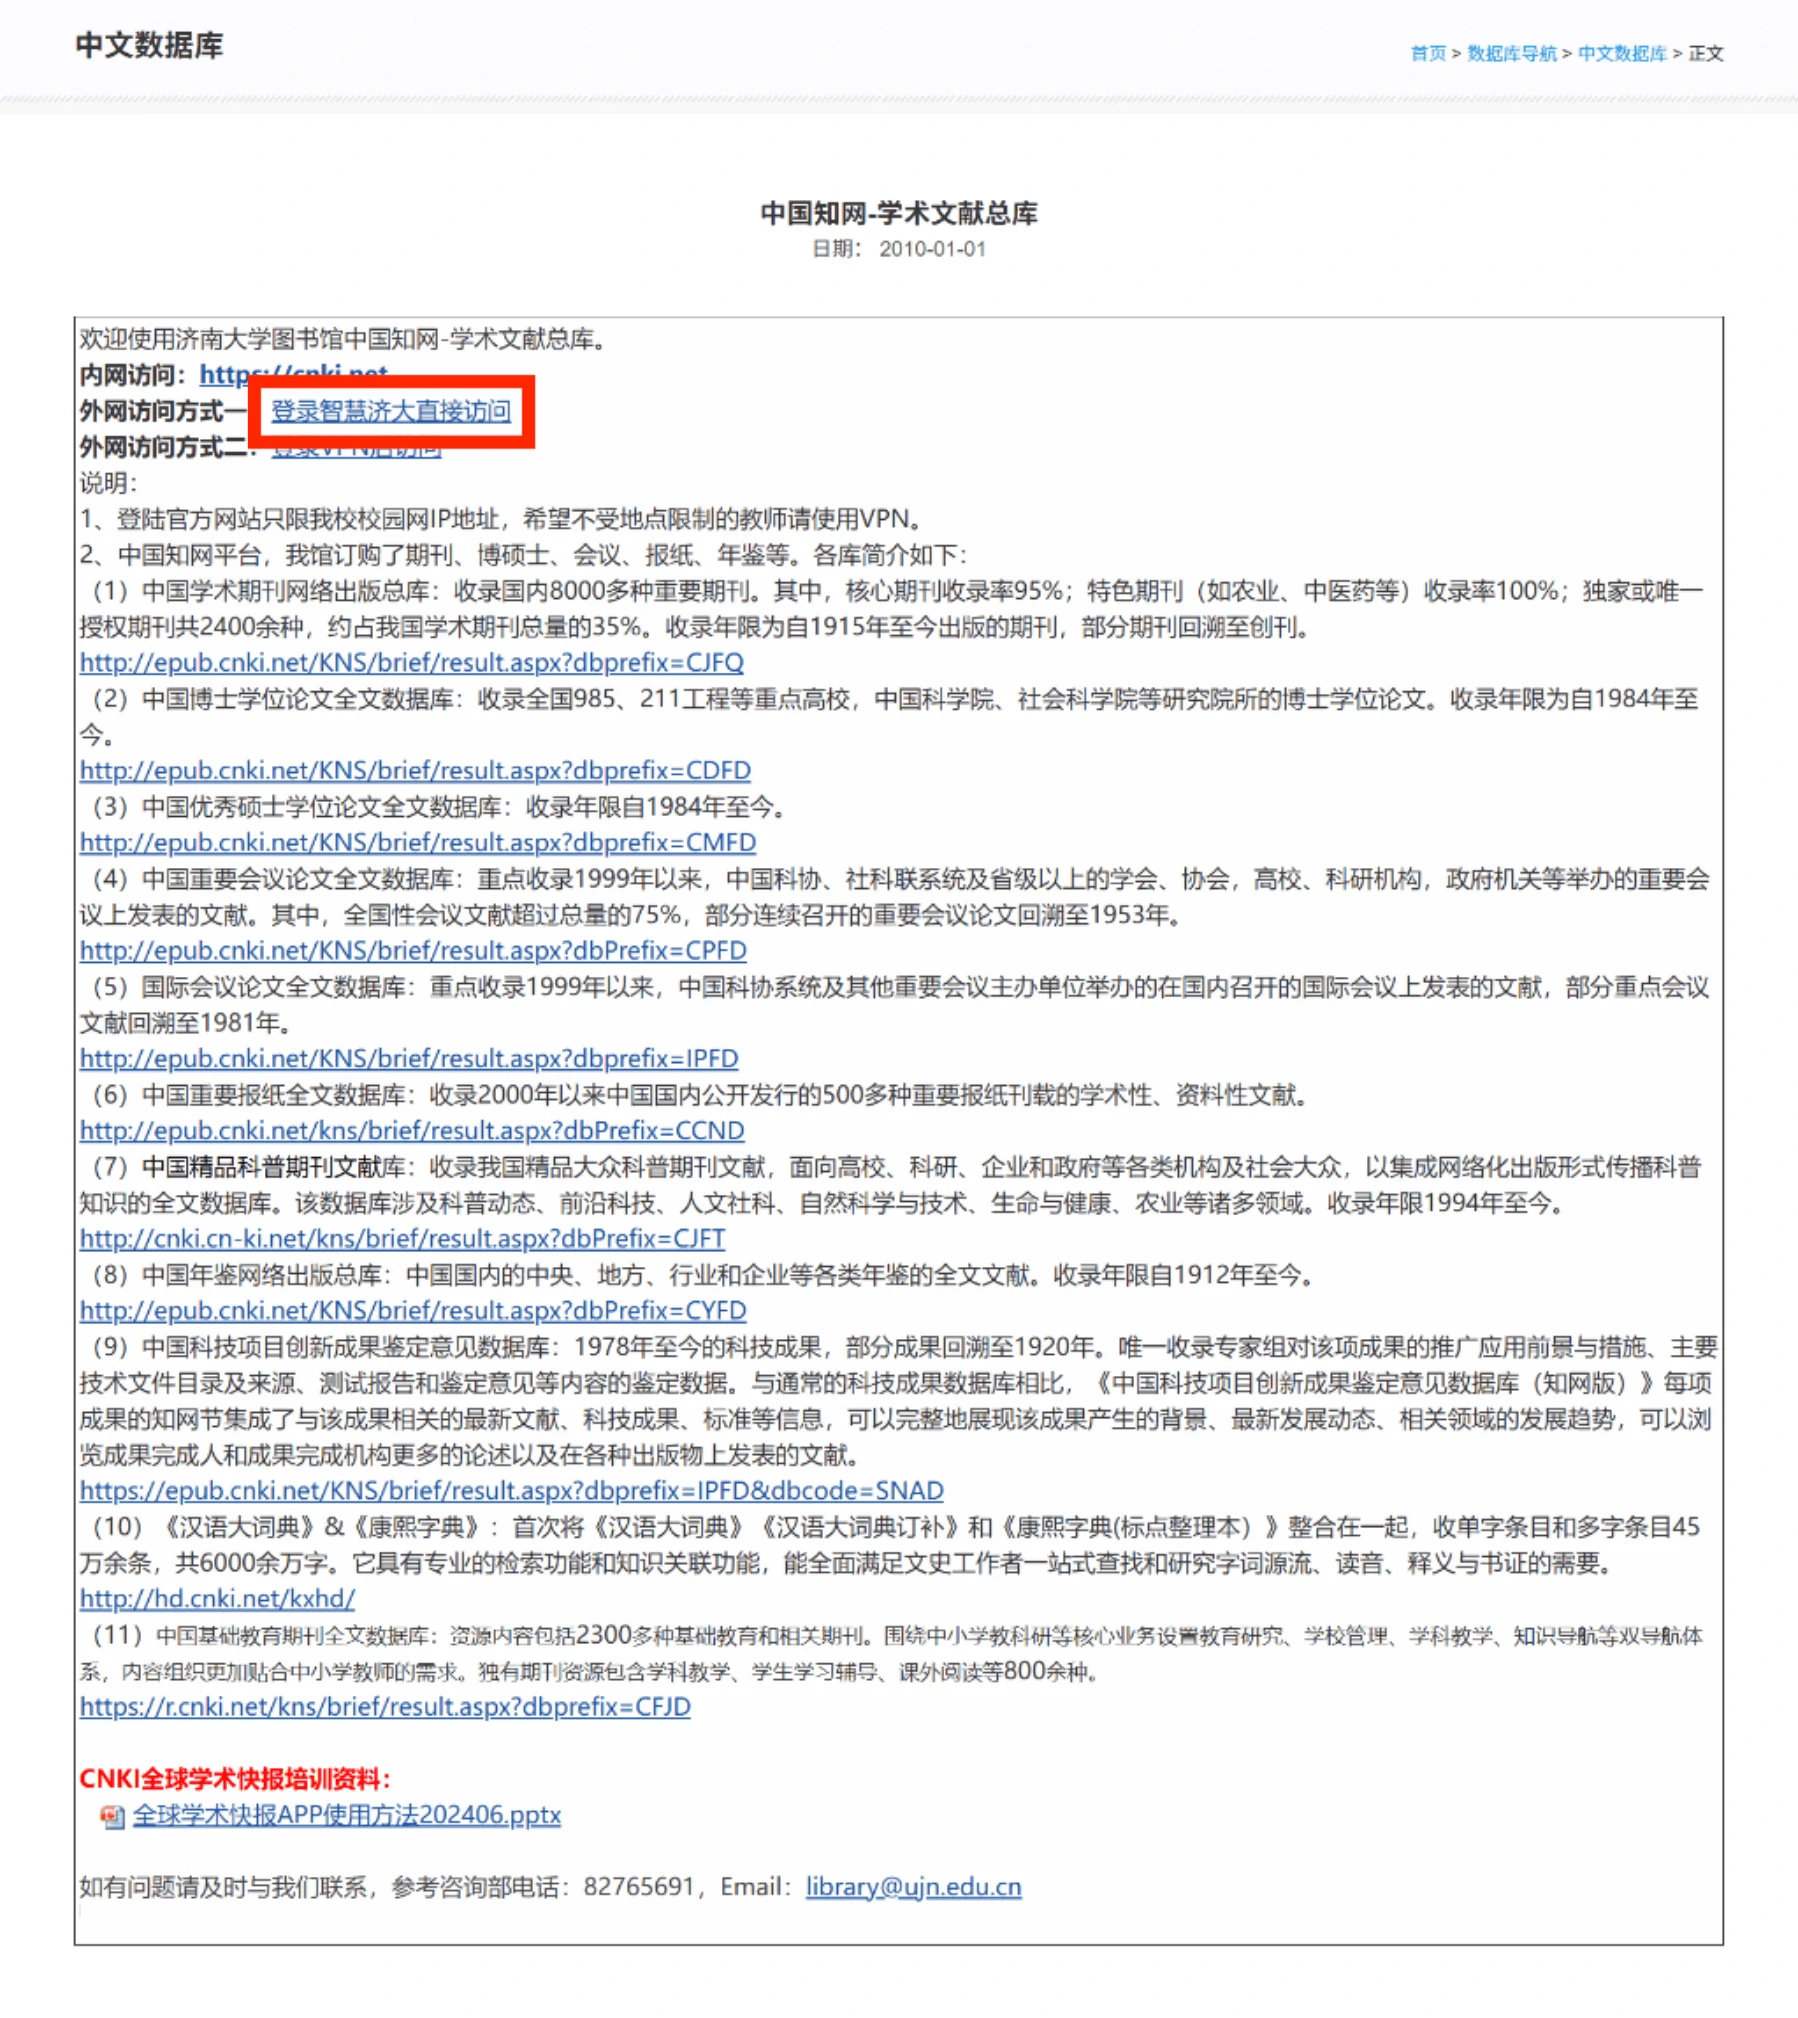 中文数据库
首页 > 数据库导航 > 中文数据库 > 正文
中国知网-学术文献总库
日期： 2010-01-01
欢迎使用济南大学图书馆中国知网-学术文献总库。
内网访问：https://cnki.net
外网访问方式一 登录智慧济大直接访问
外网访问方式二：登录VPN后访问
说明：
1、登陆官方网站只限我校校园网IP地址，希望不受地点限制的教师请使用VPN。
2、中国知网平台，我馆订购了期刊、博硕士、会议、报纸、年鉴等。各库简介如下：
（1）中国学术期刊网络出版总库：收录国内8000多种重要期刊。其中，核心期刊收录率95%；特色期刊（如农业、中医药等）收录率100%；独家或唯一
授权期刊共2400余种，约占我国学术期刊总量的35%。收录年限为自1915年至今出版的期刊，部分期刊回溯至创刊。
http://epub.cnki.net/KNS/brief/result.aspx?dbprefix=CJFQ
（2）中国博士学位论文全文数据库：收录全国985、211工程等重点高校，中国科学院、社会科学院等研究院所的博士学位论文。收录年限为自1984年至
今。
http://epub.cnki.net/KNS/brief/result.aspx?dbprefix=CDFD
（3）中国优秀硕士学位论文全文数据库：收录年限自1984年至今。
http://epub.cnki.net/KNS/brief/result.aspx?dbprefix=CMFD
（4）中国重要会议论文全文数据库：重点收录1999年以来，中国科协、社科联系统及省级以上的学会、协会，高校、科研机构，政府机关等举办的重要会
议上发表的文献。其中，全国性会议文献超过总量的75%，部分连续召开的重要会议论文回溯至1953年。
http://epub.cnki.net/KNS/brief/result.aspx?dbPrefix=CPFD
（5）国际会议论文全文数据库：重点收录1999年以来，中国科协系统及其他重要会议主办单位举办的在国内召开的国际会议上发表的文献，部分重点会议
文献回溯至1981年。
http://epub.cnki.net/KNS/brief/result.aspx?dbprefix=IPFD
（6）中国重要报纸全文数据库：收录2000年以来中国国内公开发行的500多种重要报纸刊载的学术性、资料性文献。
http://epub.cnki.net/kns/brief/result.aspx?dbPrefix=CCND
（7）中国精品科普期刊文献库：收录我国精品大众科普期刊文献，面向高校、科研、企业和政府等各类机构及社会大众，以集成网络化出版形式传播科普
知识的全文数据库。该数据库涉及科普动态、前沿科技、人文社科、自然科学与技术、生命与健康、农业等诸多领域。收录年限1994年至今。
http://cnki.cn-ki.net/kns/brief/result.aspx?dbPrefix=CJFT
（8）中国年鉴网络出版总库：中国国内的中央、地方、行业和企业等各类年鉴的全文文献。收录年限自1912年至今。
http://epub.cnki.net/KNS/brief/result.aspx?dbPrefix=CYFD
（9）中国科技项目创新成果鉴定意见数据库：1978年至今的科技成果，部分成果回溯至1920年。唯一收录专家组对该项成果的推广应用前景与措施、主要
技术文件目录及来源、测试报告和鉴定意见等内容的鉴定数据。与通常的科技成果数据库相比，《中国科技项目创新成果鉴定意见数据库（知网版）》每项
成果的知网节集成了与该成果相关的最新文献、科技成果、标准等信息，可以完整地展现该成果产生的背景、最新发展动态、相关领域的发展趋势，可以浏
览成果完成人和成果完成机构更多的论述以及在各种出版物上发表的文献。
https://epub.cnki.net/KNS/brief/result.aspx?dbprefix=IPFD&dbcode=SNAD
（10）《汉语大词典》&《康熙字典》：首次将《汉语大词典》《汉语大词典订补》和《康熙字典(标点整理本）》整合在一起，收单字条目和多字条目45
万余条，共6000余万字。它具有专业的检索功能和知识关联功能，能全面满足文史工作者一站式查找和研究字词源流、读音、释义与书证的需要。
http://hd.cnki.net/kxhd/
（11）中国基础教育期刊全文数据库：资源内容包括2300多种基础教育和相关期刊。围绕中小学教科研等核心业务设置教育研究、学校管理、学科教学、知识导航等双导航体
系，内容组织更加贴合中小学教师的需求。独有期刊资源包含学科教学、学生学习辅导、课外阅读等800余种。
https://r.cnki.net/kns/brief/result.aspx?dbprefix=CFJD
CNKI全球学术快报培训资料：
全球学术快报APP使用方法202406.pptx
如有问题请及时与我们联系，参考咨询部电话：82765691，Email：library@ujn.edu.cn